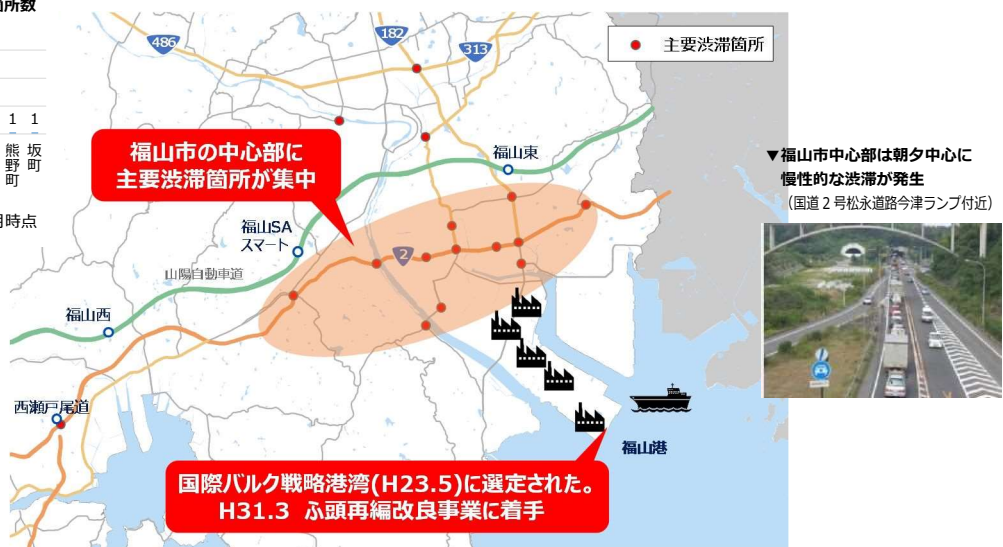 箇所数
1 1
熊野町
坂町
月時点
486
182
313
主要渋滞箇所
福山市の中心部に
主要渋滞箇所が集中
福山東
福山SA
スマート
2
山陽自動車道
福山西
西瀬戸尾道
福山港
国際バルク戦略港湾(H23.5)に選定された。
H31.3 ふ頭再編改良事業に着手
▼福山市中心部は朝夕中心に
慢性的な渋滞が発生
(国道2号松永道路今津ランプ付近)